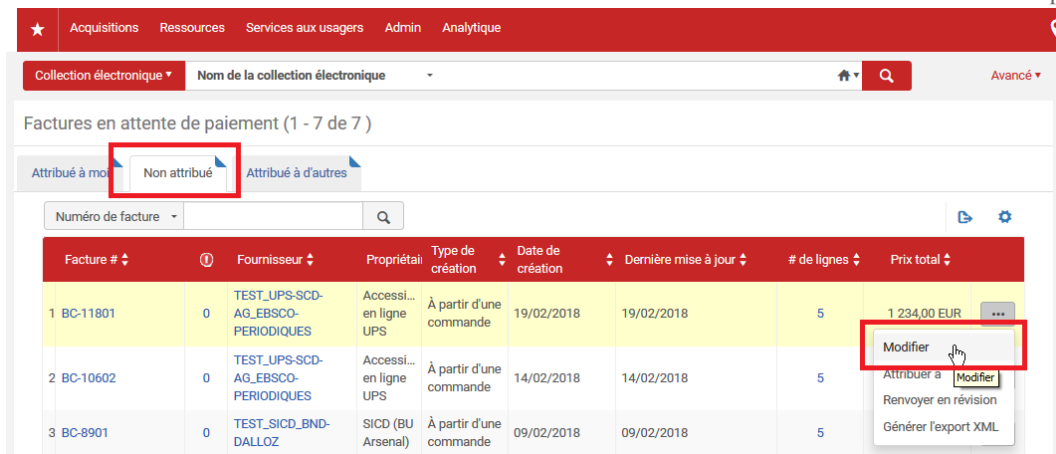 Acquisitions Ressources Services aux usagers Admin Analytique
Collection électronique Nom de la collection électronique Avancé
Factures en attente de paiement (1 - 7 de 7 )
Attribué à moi Non attribué Attribué à d'autres
Numéro de facture
Facture # Fournisseur Propriétai Type de création Date de création Dernière mise à jour # de lignes Prix total
1 BC-11801 0 TEST_UPS-SCD-AG_EBSCO-PERIODIQUES Accessi... en ligne UPS À partir d'une commande 19/02/2018 19/02/2018 5 1 234,00 EUR
2 BC-10602 0 TEST_UPS-SCD-AG_EBSCO-PERIODIQUES Accessi... en ligne UPS À partir d'une commande 14/02/2018 14/02/2018 5
3 BC-8901 0 TEST_SICD_BND-DALLOZ SICD (BU Arsenal) À partir d'une commande 09/02/2018 09/02/2018 5
Modifier
Attribuer à
Modifier
Renvoyer en révision
Générer l'export XML